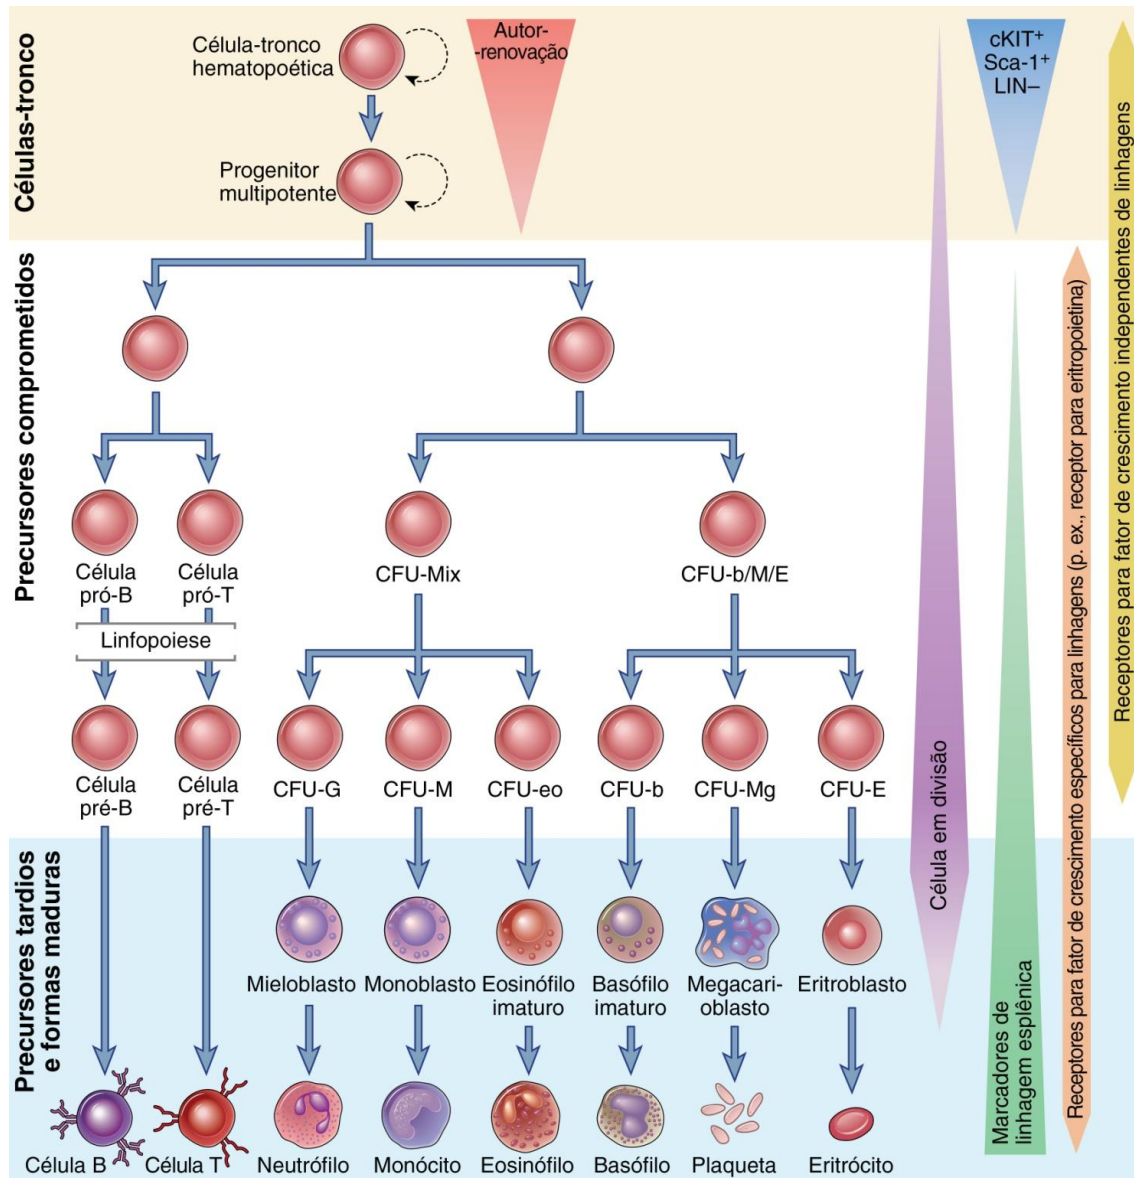 Células-tronco
Célula-tronco
hematopoética
Autor-
-renovação
cKIT+
Sca-1+
LIN–
Progenitor
multipotente
Precursores comprometidos
Célula
pró-B
Célula
pró-T
CFU-Mix
CFU-b/M/E
Linfopoiese
Célula
pré-B
Célula
pré-T
CFU-G
CFU-M
CFU-eo
CFU-b
CFU-Mg
CFU-E
Precursores tardios
e formas maduras
Mieloblasto
Monoblasto
Eosinófilo
imaturo
Basófilo
imaturo
Megacari-
oblasto
Eritroblasto
Célula B
Célula T
Neutrófilo
Monócito
Eosinófilo
Basófilo
Plaqueta
Eritrócito
Célula em divisão
Marcadores de
linhagem esplênica
Receptores para fator de crescimento específicos para linhagens (p. ex., receptor para eritropoietina)
Receptores para fator de crescimento independentes de linhagens